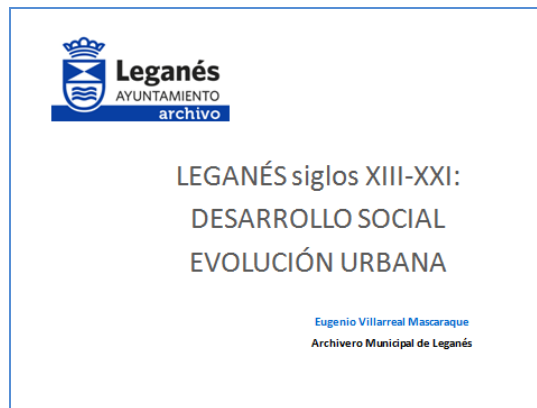 Leganés
AYUNTAMIENTO
archivo
LEGANÉS siglos XIII-XXI:
DESARROLLO SOCIAL
EVOLUCIÓN URBANA
Eugenio Villarreal Mascaraque
Archivero Municipal de Leganés